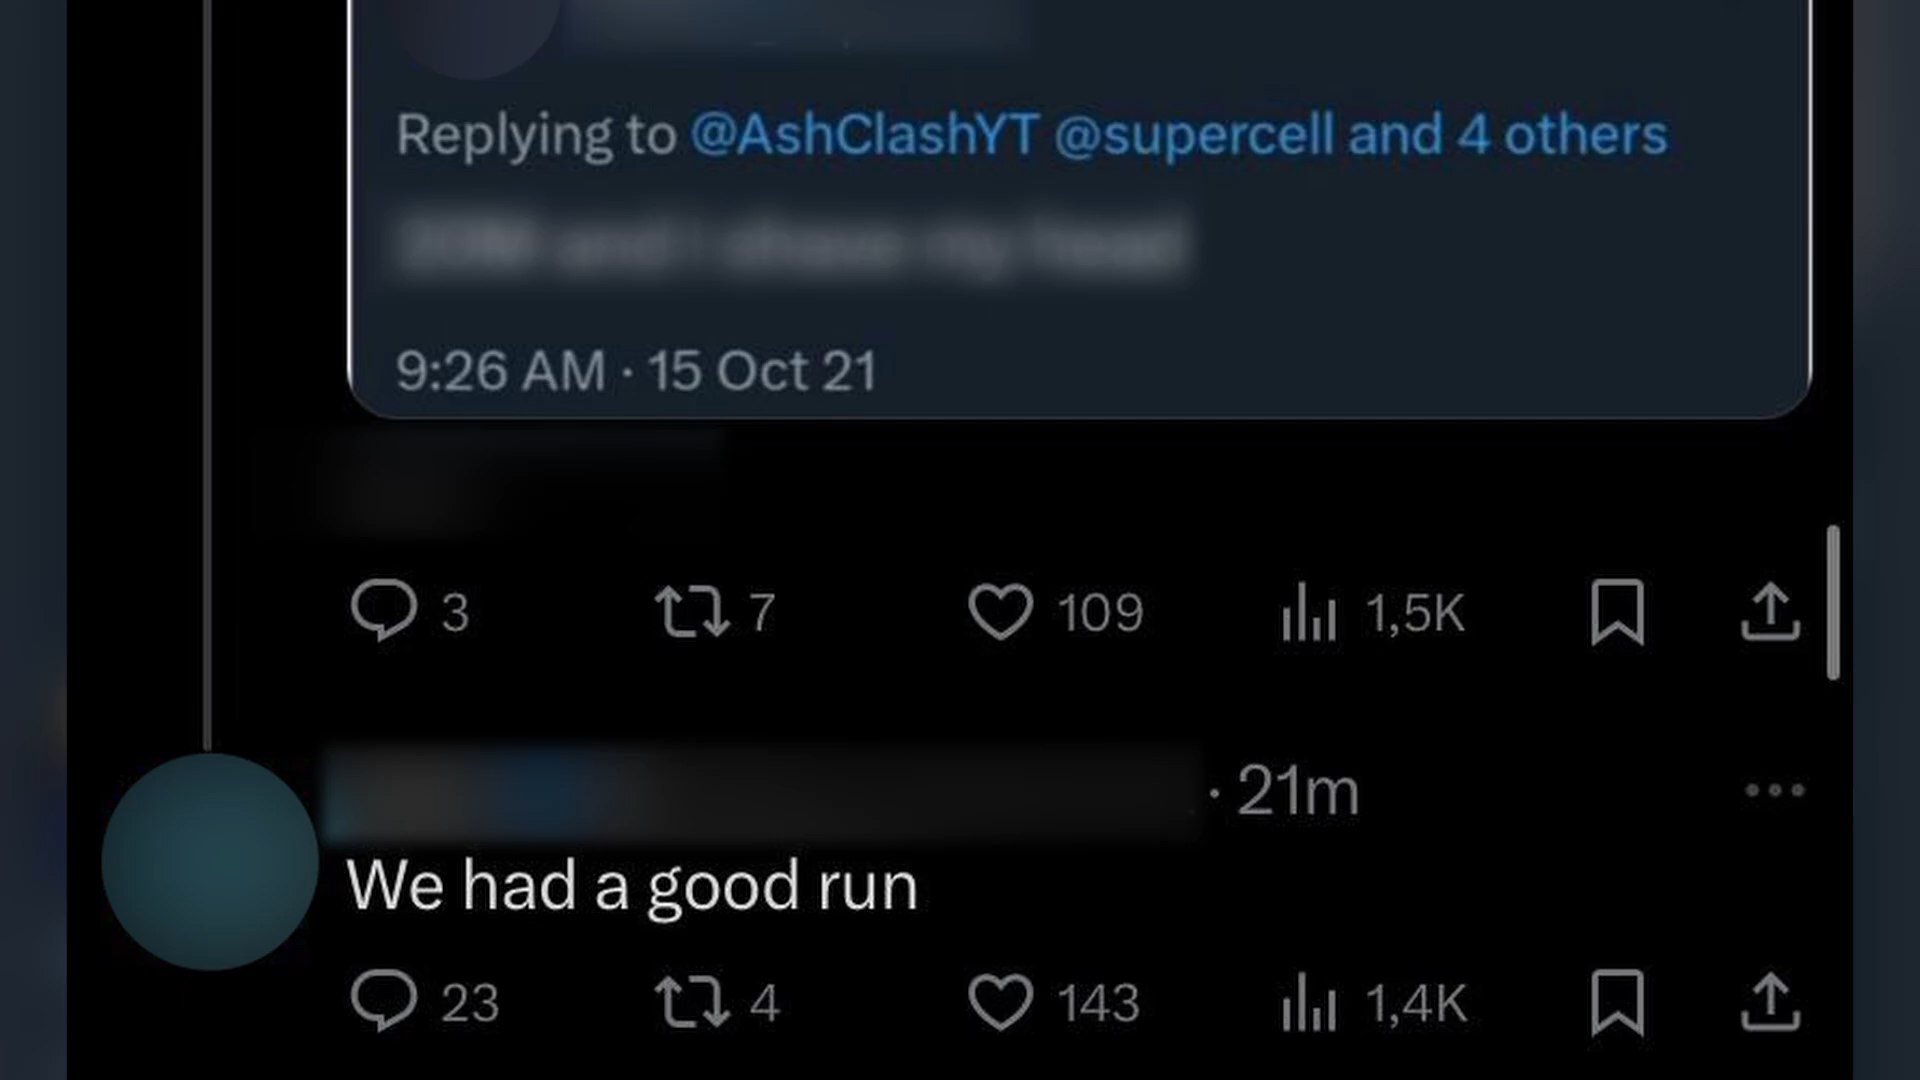 Replying to @AshClashYT @supercell and 4 others
9:26 AM · 15 Oct 21
3 7 109 1,5K
· 21m
We had a good run
23 4 143 1,4K